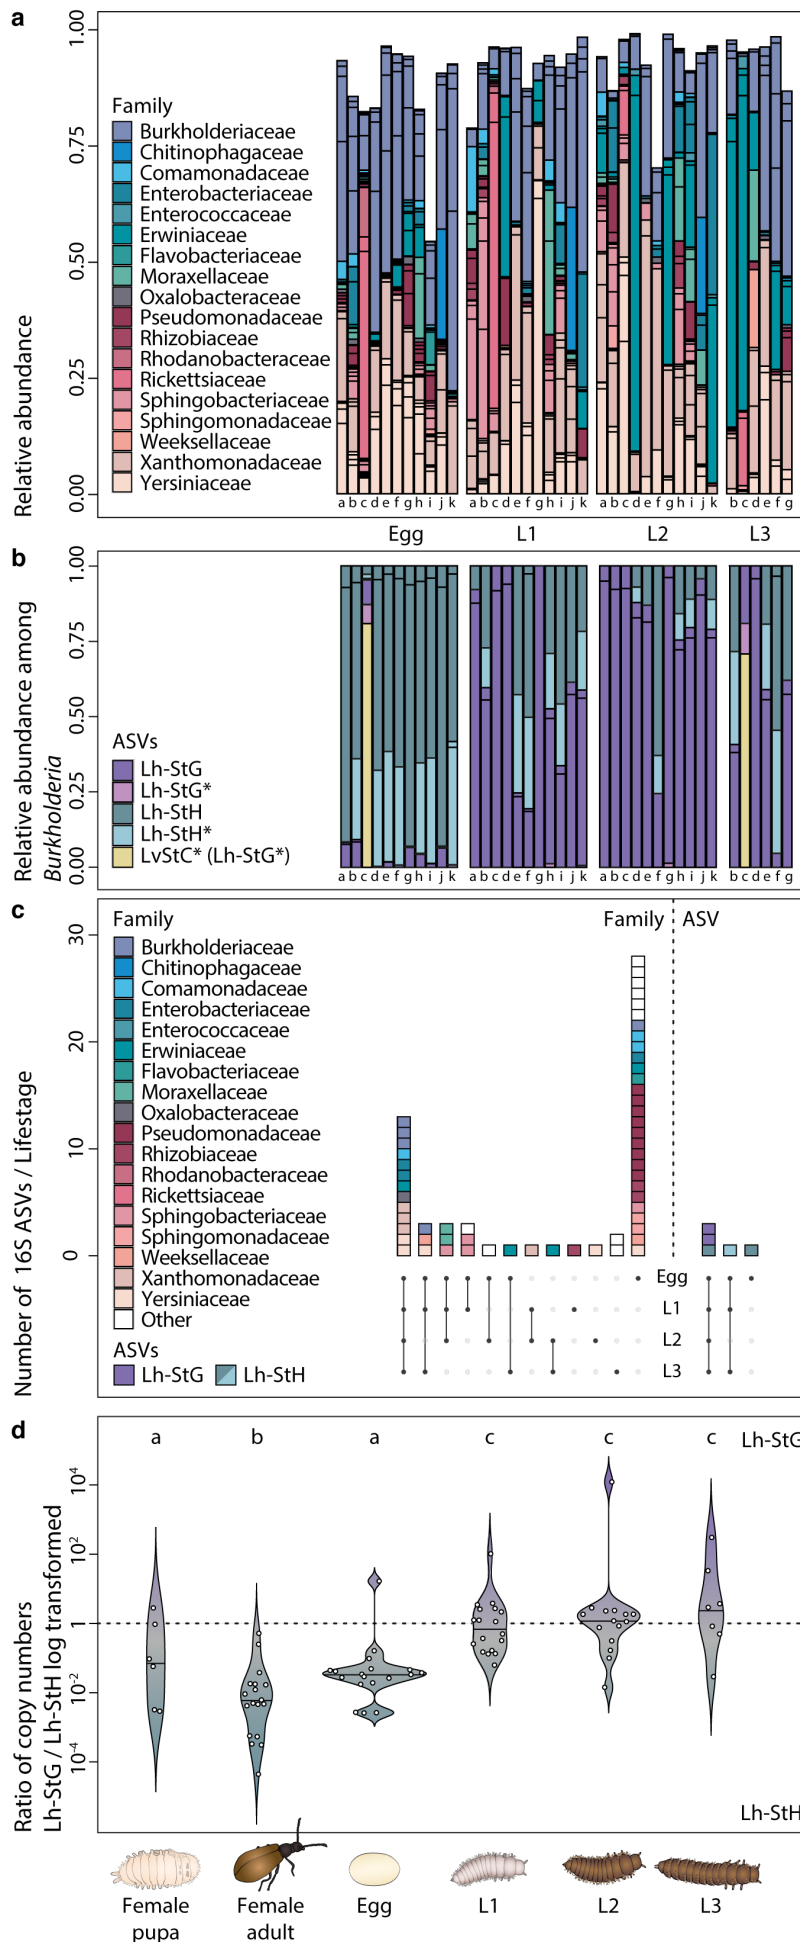 a
Relative abundance
1.00
0.75
0.50
0.25
0.00
Family
Burkholderiaceae
Chitinophagaceae
Comamonadaceae
Enterobacteriaceae
Enterococcaceae
Erwiniaceae
Flavobacteriaceae
Moraxellaceae
Oxalobacteraceae
Pseudomonadaceae
Rhizobiaceae
Rhodanobacteraceae
Rickettsiaceae
Sphingobacteriaceae
Sphingomonadaceae
Weeksellaceae
Xanthomonadaceae
Yersiniaceae
a b c d e f g h i j k
a b c d e f g h i j k
a b c d e f g h i j k
b c d e f g
Egg
L1
L2
L3
b
Relative abundance among
Burkholderia
1.00
0.75
0.50
0.25
0.00
ASVs
Lh-StG
Lh-StG*
Lh-StH
Lh-StH*
LvStC* (Lh-StG*)
a b c d e f g h i j k
a b c d e f g h i j k
a b c d e f g h i j k
b c d e f g
c
Number of 16S ASVs / Lifestage
30
20
10
0
Family
Burkholderiaceae
Chitinophagaceae
Comamonadaceae
Enterobacteriaceae
Enterococcaceae
Erwiniaceae
Flavobacteriaceae
Moraxellaceae
Oxalobacteraceae
Pseudomonadaceae
Rhizobiaceae
Rhodanobacteraceae
Rickettsiaceae
Sphingobacteriaceae
Sphingomonadaceae
Weeksellaceae
Xanthomonadaceae
Yersiniaceae
Other
ASVs
Lh-StG
Lh-StH
Family
ASV
Egg
L1
L2
L3
d
Ratio of copy numbers
Lh-StG / Lh-StH log transformed
10⁴
10²
1
10⁻²
10⁻⁴
a b a c c c
Lh-StG
Lh-StH
Female
pupa
Female
adult
Egg
L1
L2
L3